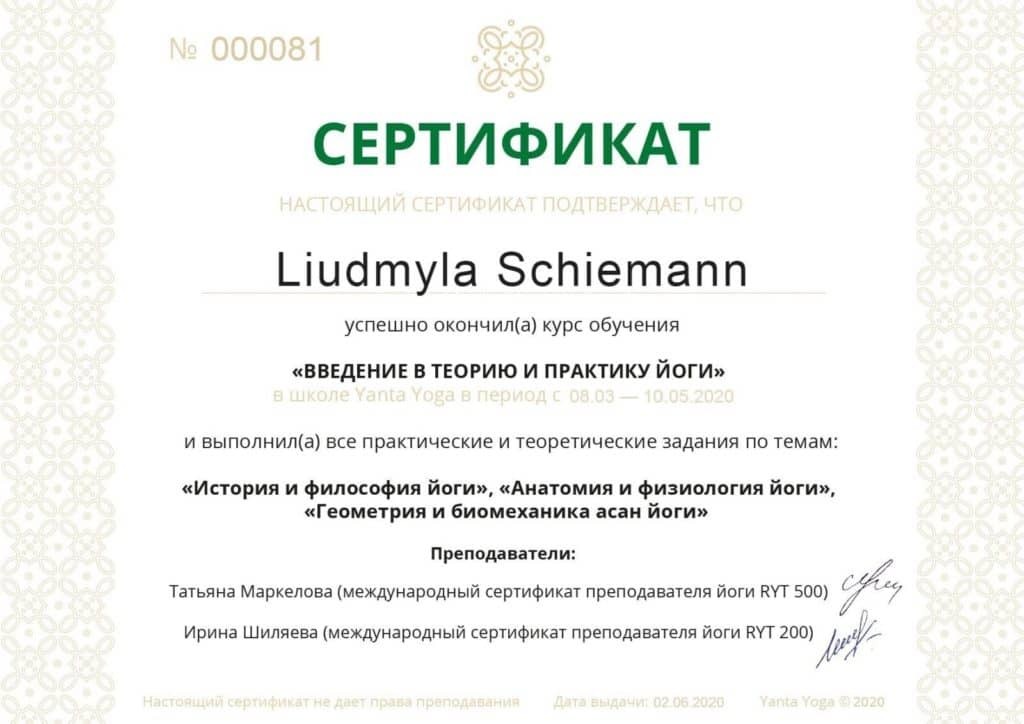 № 000081
СЕРТИФИКАТ
НАСТОЯЩИЙ СЕРТИФИКАТ ПОДТВЕРЖДАЕТ, ЧТО
Liudmyla Schiemann
успешно окончил(а) курс обучения
«ВВЕДЕНИЕ В ТЕОРИЮ И ПРАКТИКУ ЙОГИ»
в школе Yanta Yoga в период с 08.03 — 10.05.2020
и выполнил(а) все практические и теоретические задания по темам:
«История и философия йоги», «Анатомия и физиология йоги»,
«Геометрия и биомеханика асан йоги»
Преподаватели:
Татьяна Маркелова (международный сертификат преподавателя йоги RYT 500)
Ирина Шиляева (международный сертификат преподавателя йоги RYT 200)
Настоящий сертификат не дает права преподавания Дата выдачи: 02.06.2020 Yanta Yoga © 2020